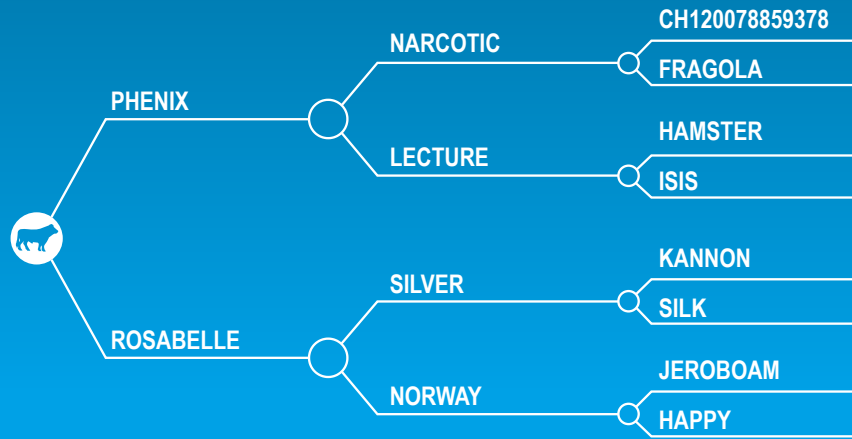 CH120078859378
NARCOTIC
FRAGOLA
PHENIX
HAMSTER
LECTURE
ISIS
KANNON
SILVER
SILK
ROSABELLE
JEROBOAM
NORWAY
HAPPY